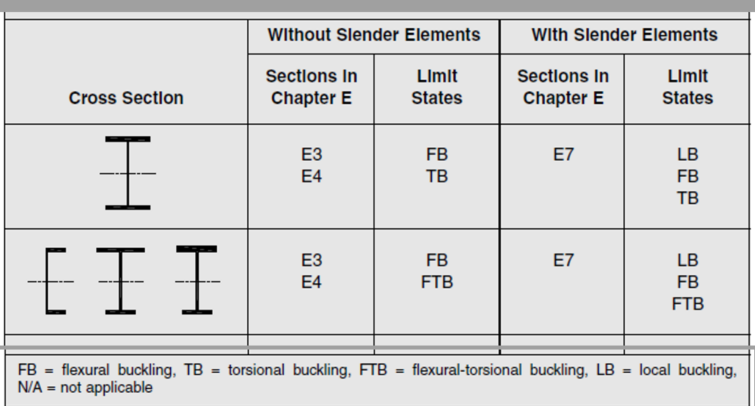 Without Slender Elements With Slender Elements
Cross Section Sections in Chapter E Limit States Sections in Chapter E Limit States
E3 FB E7 LB
E4 TB FB
TB
E3 FB E7 LB
E4 FTB FB
FTB
FB = flexural buckling, TB = torsional buckling, FTB = flexural-torsional buckling, LB = local buckling,
N/A = not applicable